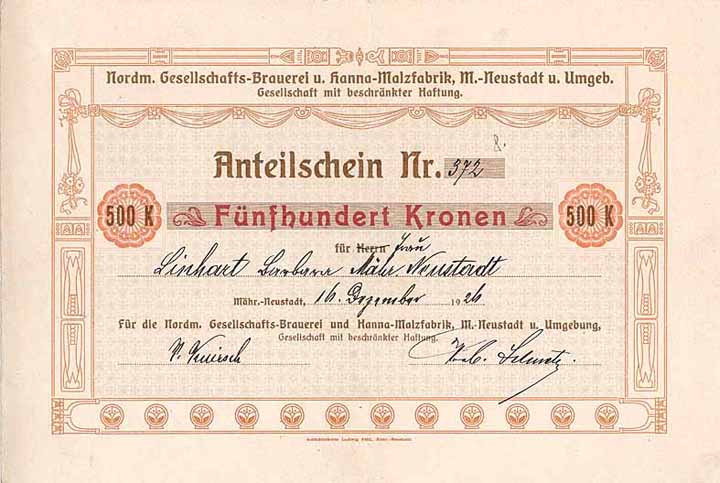 Nordm. Gesellschafts-Brauerei u. Hanna-Malzfabrik, M.-Neustadt u. Umgeb.
Gesellschaft mit beschränkter Haftung.
8.
Anteilschein Nr. 372
500 K Fünfhundert Kronen 500 K
für Herrn Frau
Linhart Barbara Mähr. Neustadt
Mähr.-Neustadt, 16. Dezember 1926
Für die Nordm. Gesellschafts-Brauerei und Hanna-Malzfabrik, M.-Neustadt u. Umgebung,
Gesellschaft mit beschränkter Haftung.